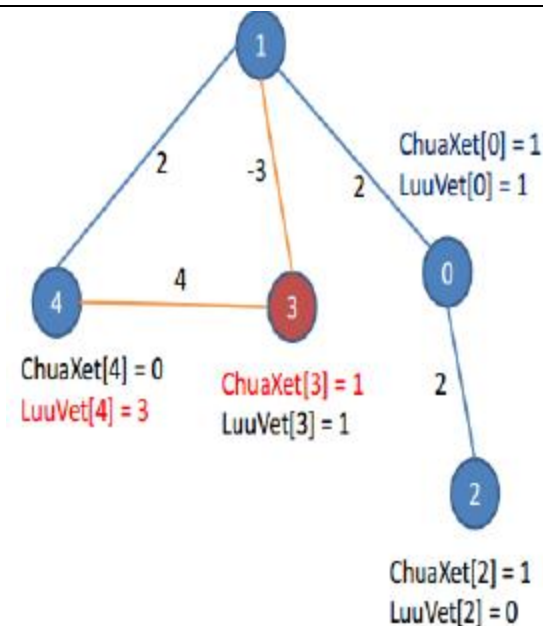 1
2
-3
2
ChuaXet[0] = 1
LuuVet[0] = 1
4
4
3
0
ChuaXet[4] = 0
LuuVet[4] = 3
ChuaXet[3] = 1
LuuVet[3] = 1
2
2
ChuaXet[2] = 1
LuuVet[2] = 0